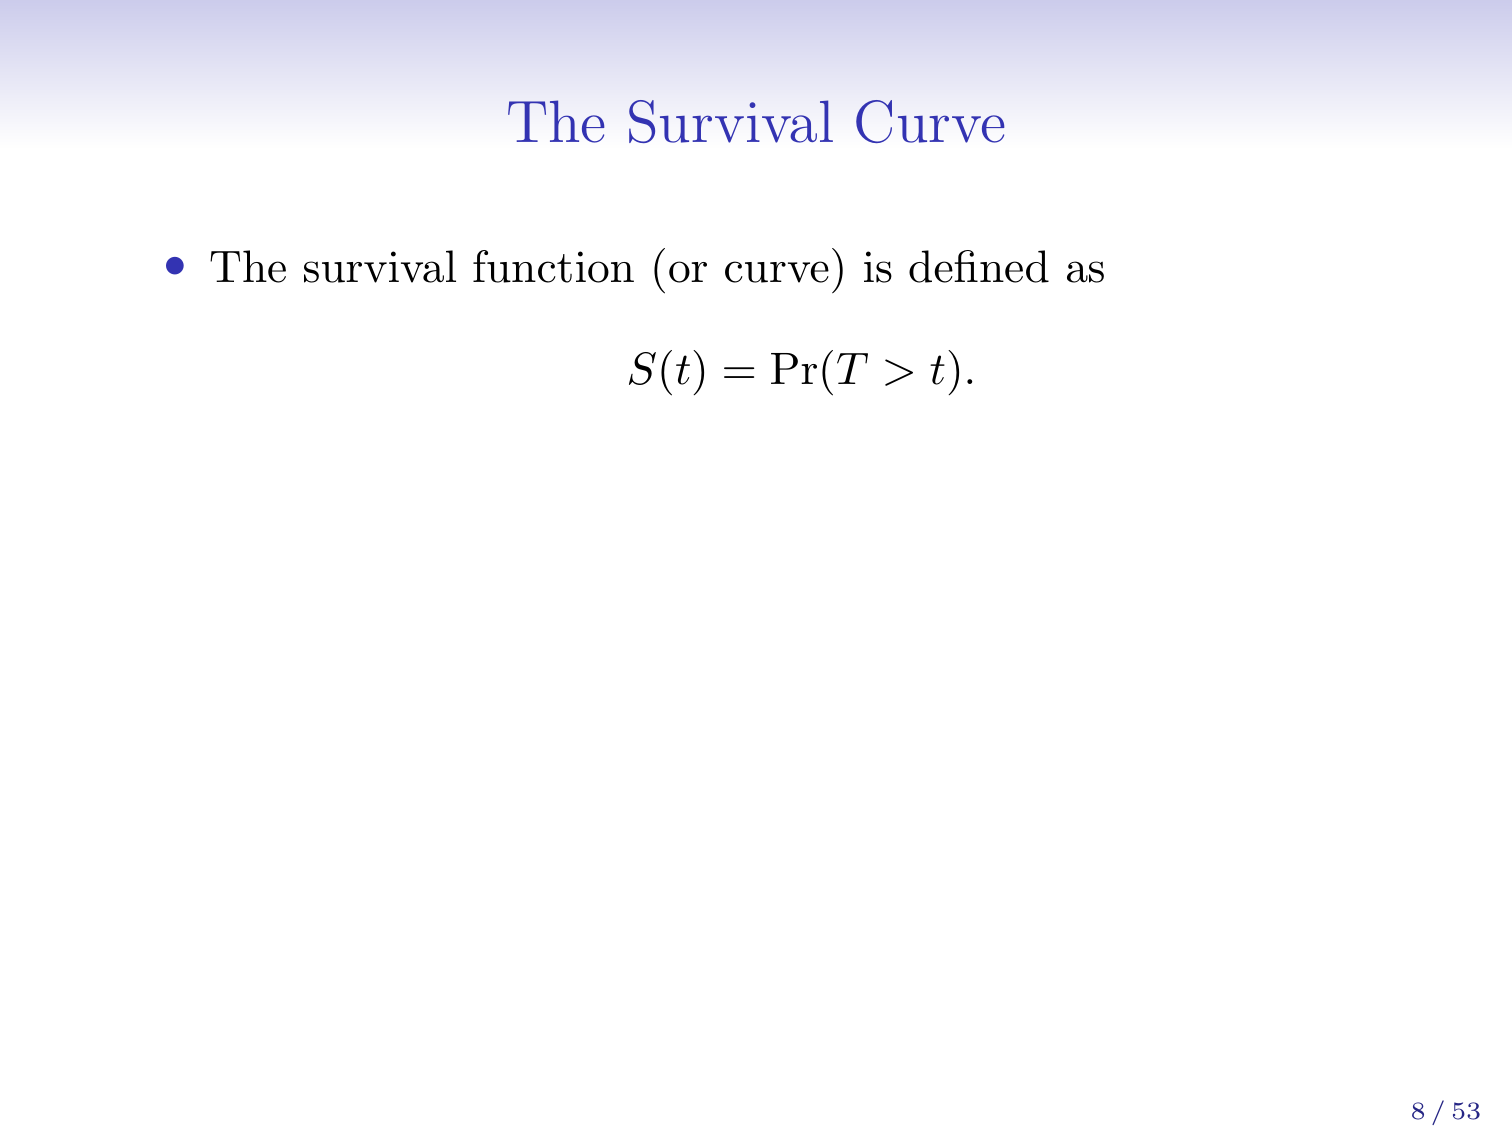 The Survival Curve
• The survival function (or curve) is defined as
S(t) = Pr(T > t).
8 / 53